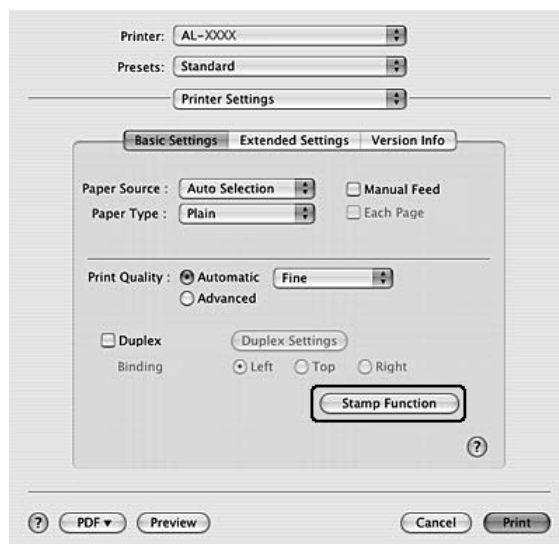 Printer: AL-XXXX
Presets: Standard
Printer Settings
Basic Settings Extended Settings Version Info
Paper Source : Auto Selection Manual Feed
Paper Type : Plain Each Page
Print Quality : Automatic Fine
Advanced
Duplex Duplex Settings
Binding Left Top Right
Stamp Function
?
? PDF ▾ Preview Cancel Print